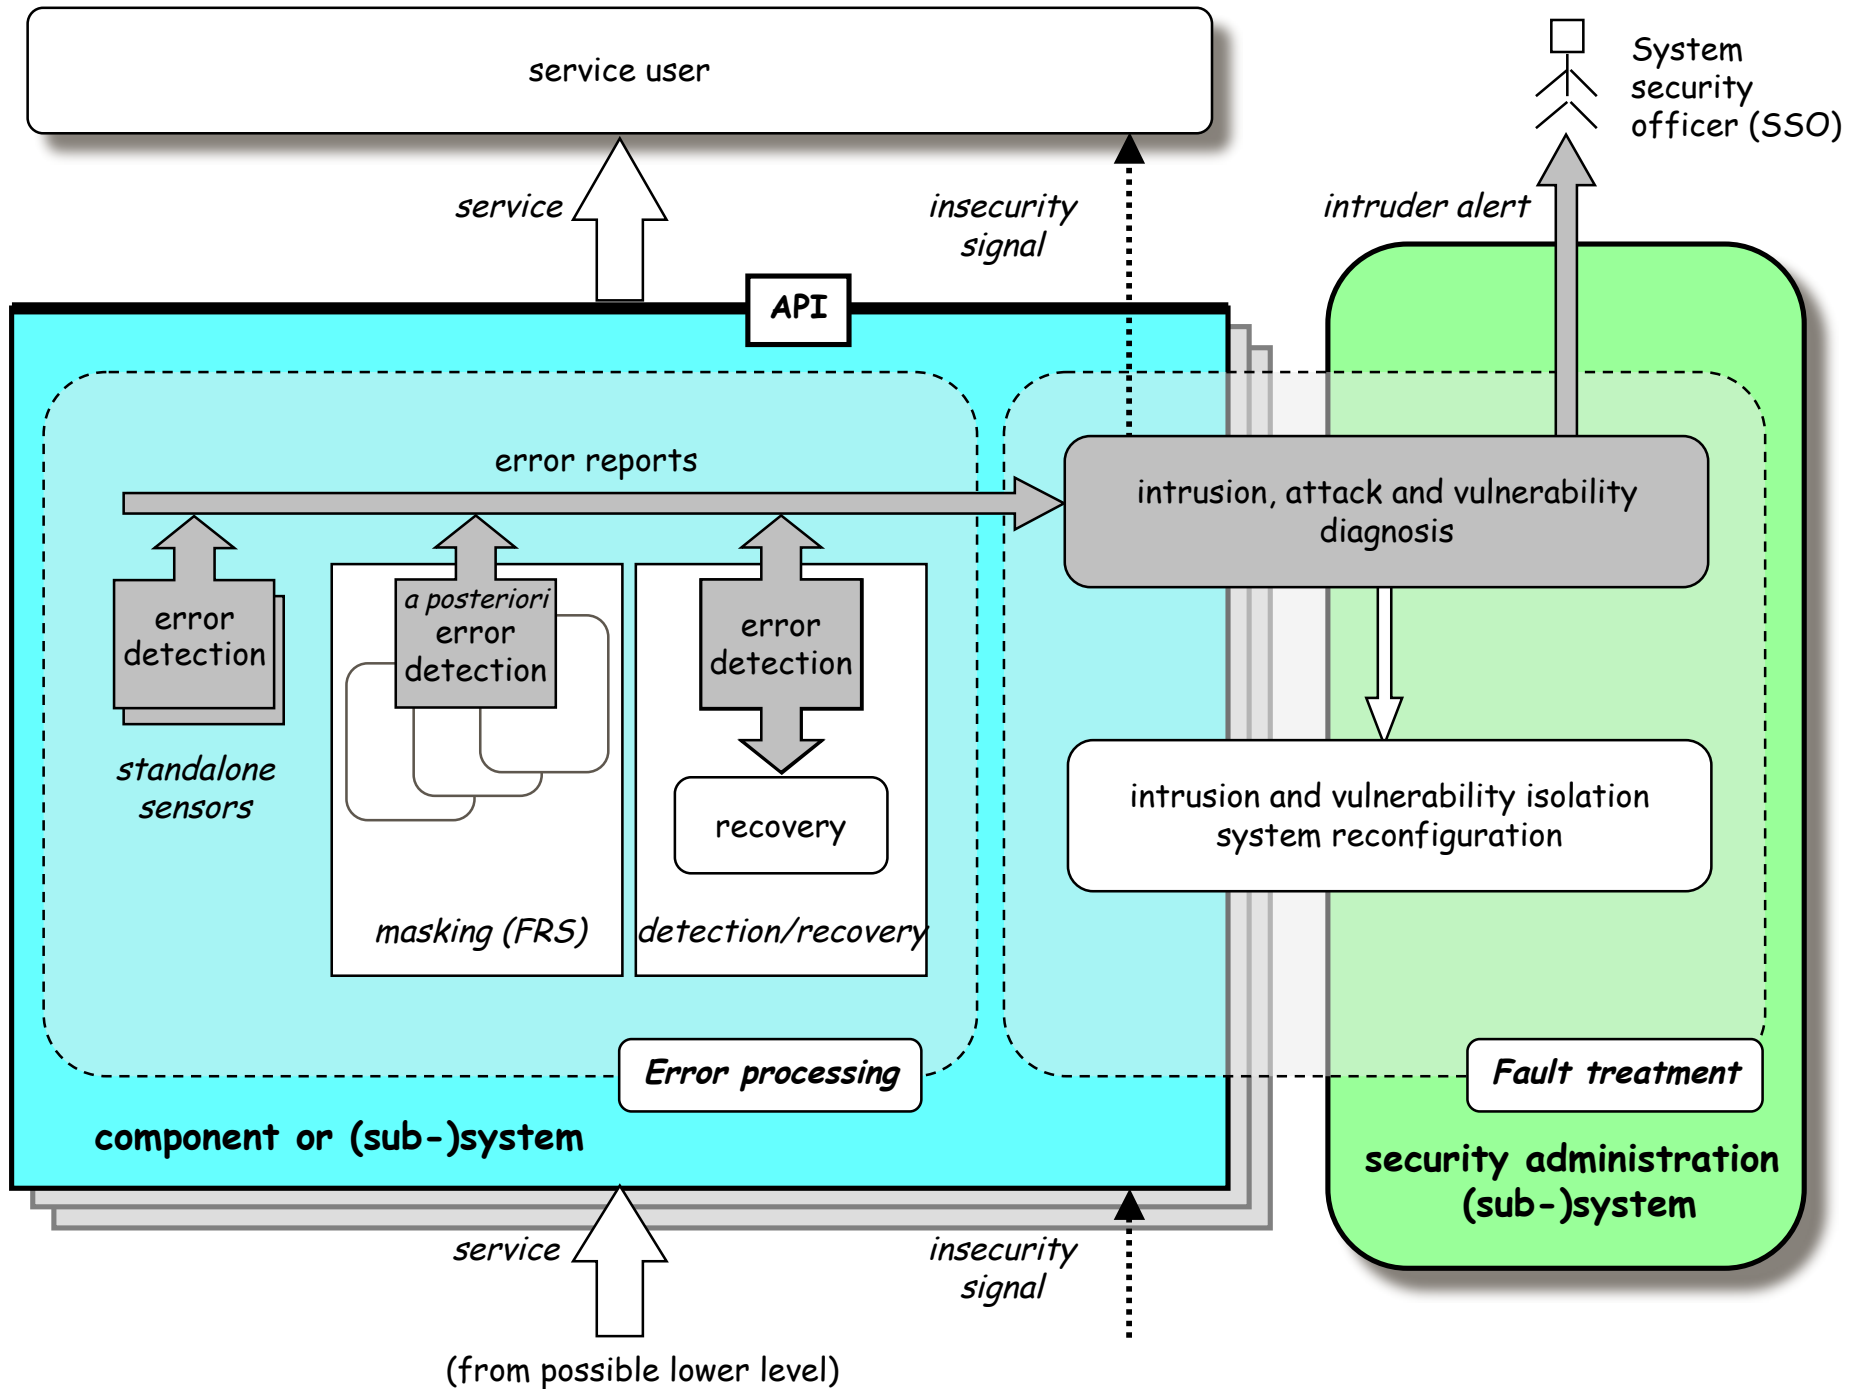 service user
System
security
officer (SSO)
service
insecurity
signal
intruder alert
API
error reports
intrusion, attack and vulnerability
diagnosis
error
detection
a posteriori
error
detection
error
detection
standalone
sensors
recovery
intrusion and vulnerability isolation
system reconfiguration
masking (FRS)
detection/recovery
Error processing
Fault treatment
component or (sub-)system
security administration
(sub-)system
service
insecurity
signal
(from possible lower level)